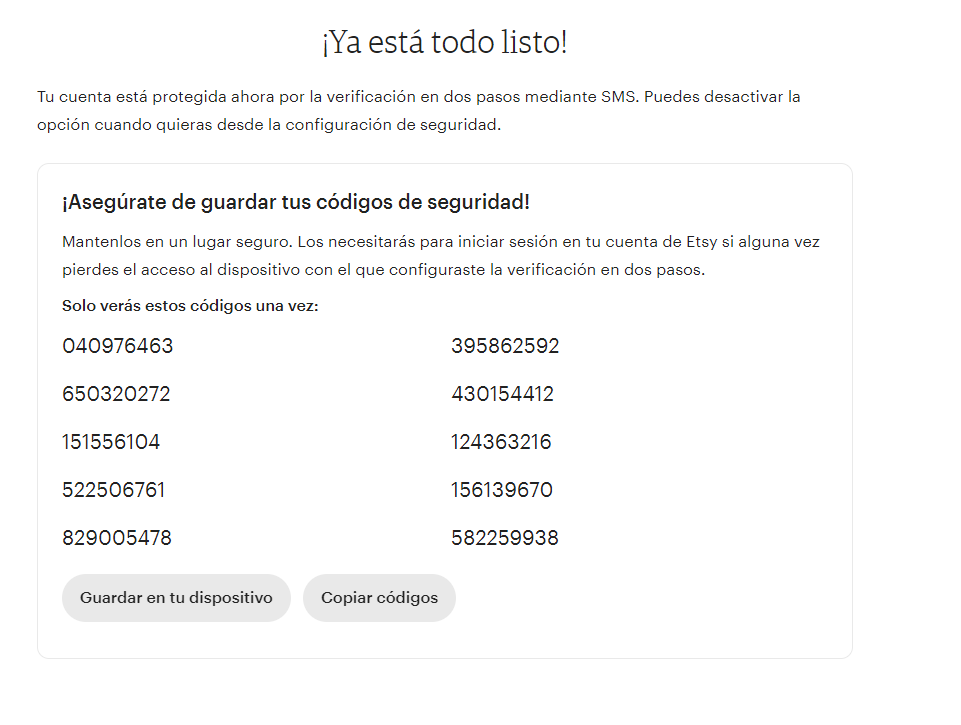 ¡Ya está todo listo!
Tu cuenta está protegida ahora por la verificación en dos pasos mediante SMS. Puedes desactivar la
opción cuando quieras desde la configuración de seguridad.
¡Asegúrate de guardar tus códigos de seguridad!
Mantenlos en un lugar seguro. Los necesitarás para iniciar sesión en tu cuenta de Etsy si alguna vez
pierdes el acceso al dispositivo con el que configuraste la verificación en dos pasos.
Solo verás estos códigos una vez:
040976463 395862592
650320272 430154412
151556104 124363216
522506761 156139670
829005478 582259938
Guardar en tu dispositivo Copiar códigos